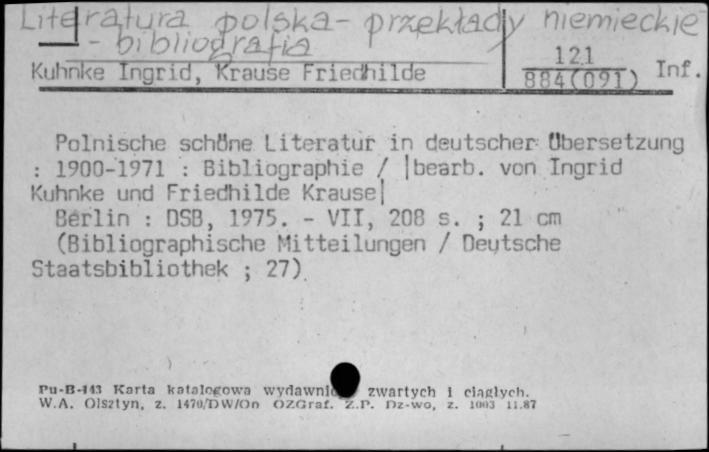 Literatura polska - przekłady niemieckie
- bibliografia
Kuhnke Ingrid, Krause Friedhilde
121
884(091) Inf.
Polnische schöne Literatur in deutscher Übersetzung
: 1900-1971 : Bibliographie / |bearb. von Ingrid
Kuhnke und Friedhilde Krause|
Berlin : DSB, 1975. - VII, 208 s. ; 21 cm
(Bibliographische Mitteilungen / Deutsche
Staatsbibliothek ; 27)
Pu-B-143 Karta katalogowa zwartych i ciągłych.
W.A. Olsztyn, z. 1470/DW/On OZGraf. Z.P. Dz-wo, z. 1003 11.87